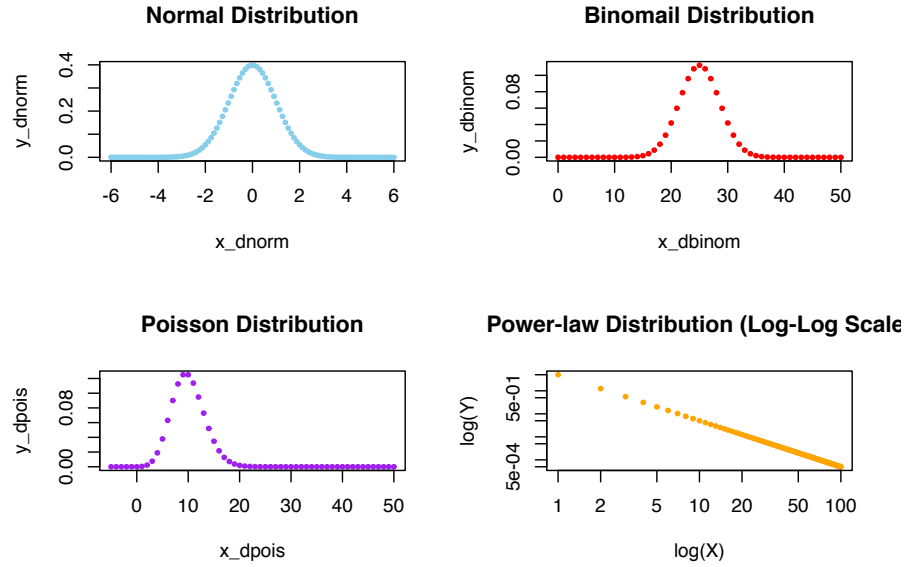 Normal Distribution
y_dnorm
0.0 0.2 0.4
-6 -4 -2 0 2 4 6
x_dnorm
Binomail Distribution
y_dbinom
0.00 0.08
0 10 20 30 40 50
x_dbinom
Poisson Distribution
y_dpois
0.00 0.08
0 10 20 30 40 50
x_dpois
Power-law Distribution (Log-Log Scale
log(Y)
5e-04 5e-01
1 2 5 10 20 50 100
log(X)